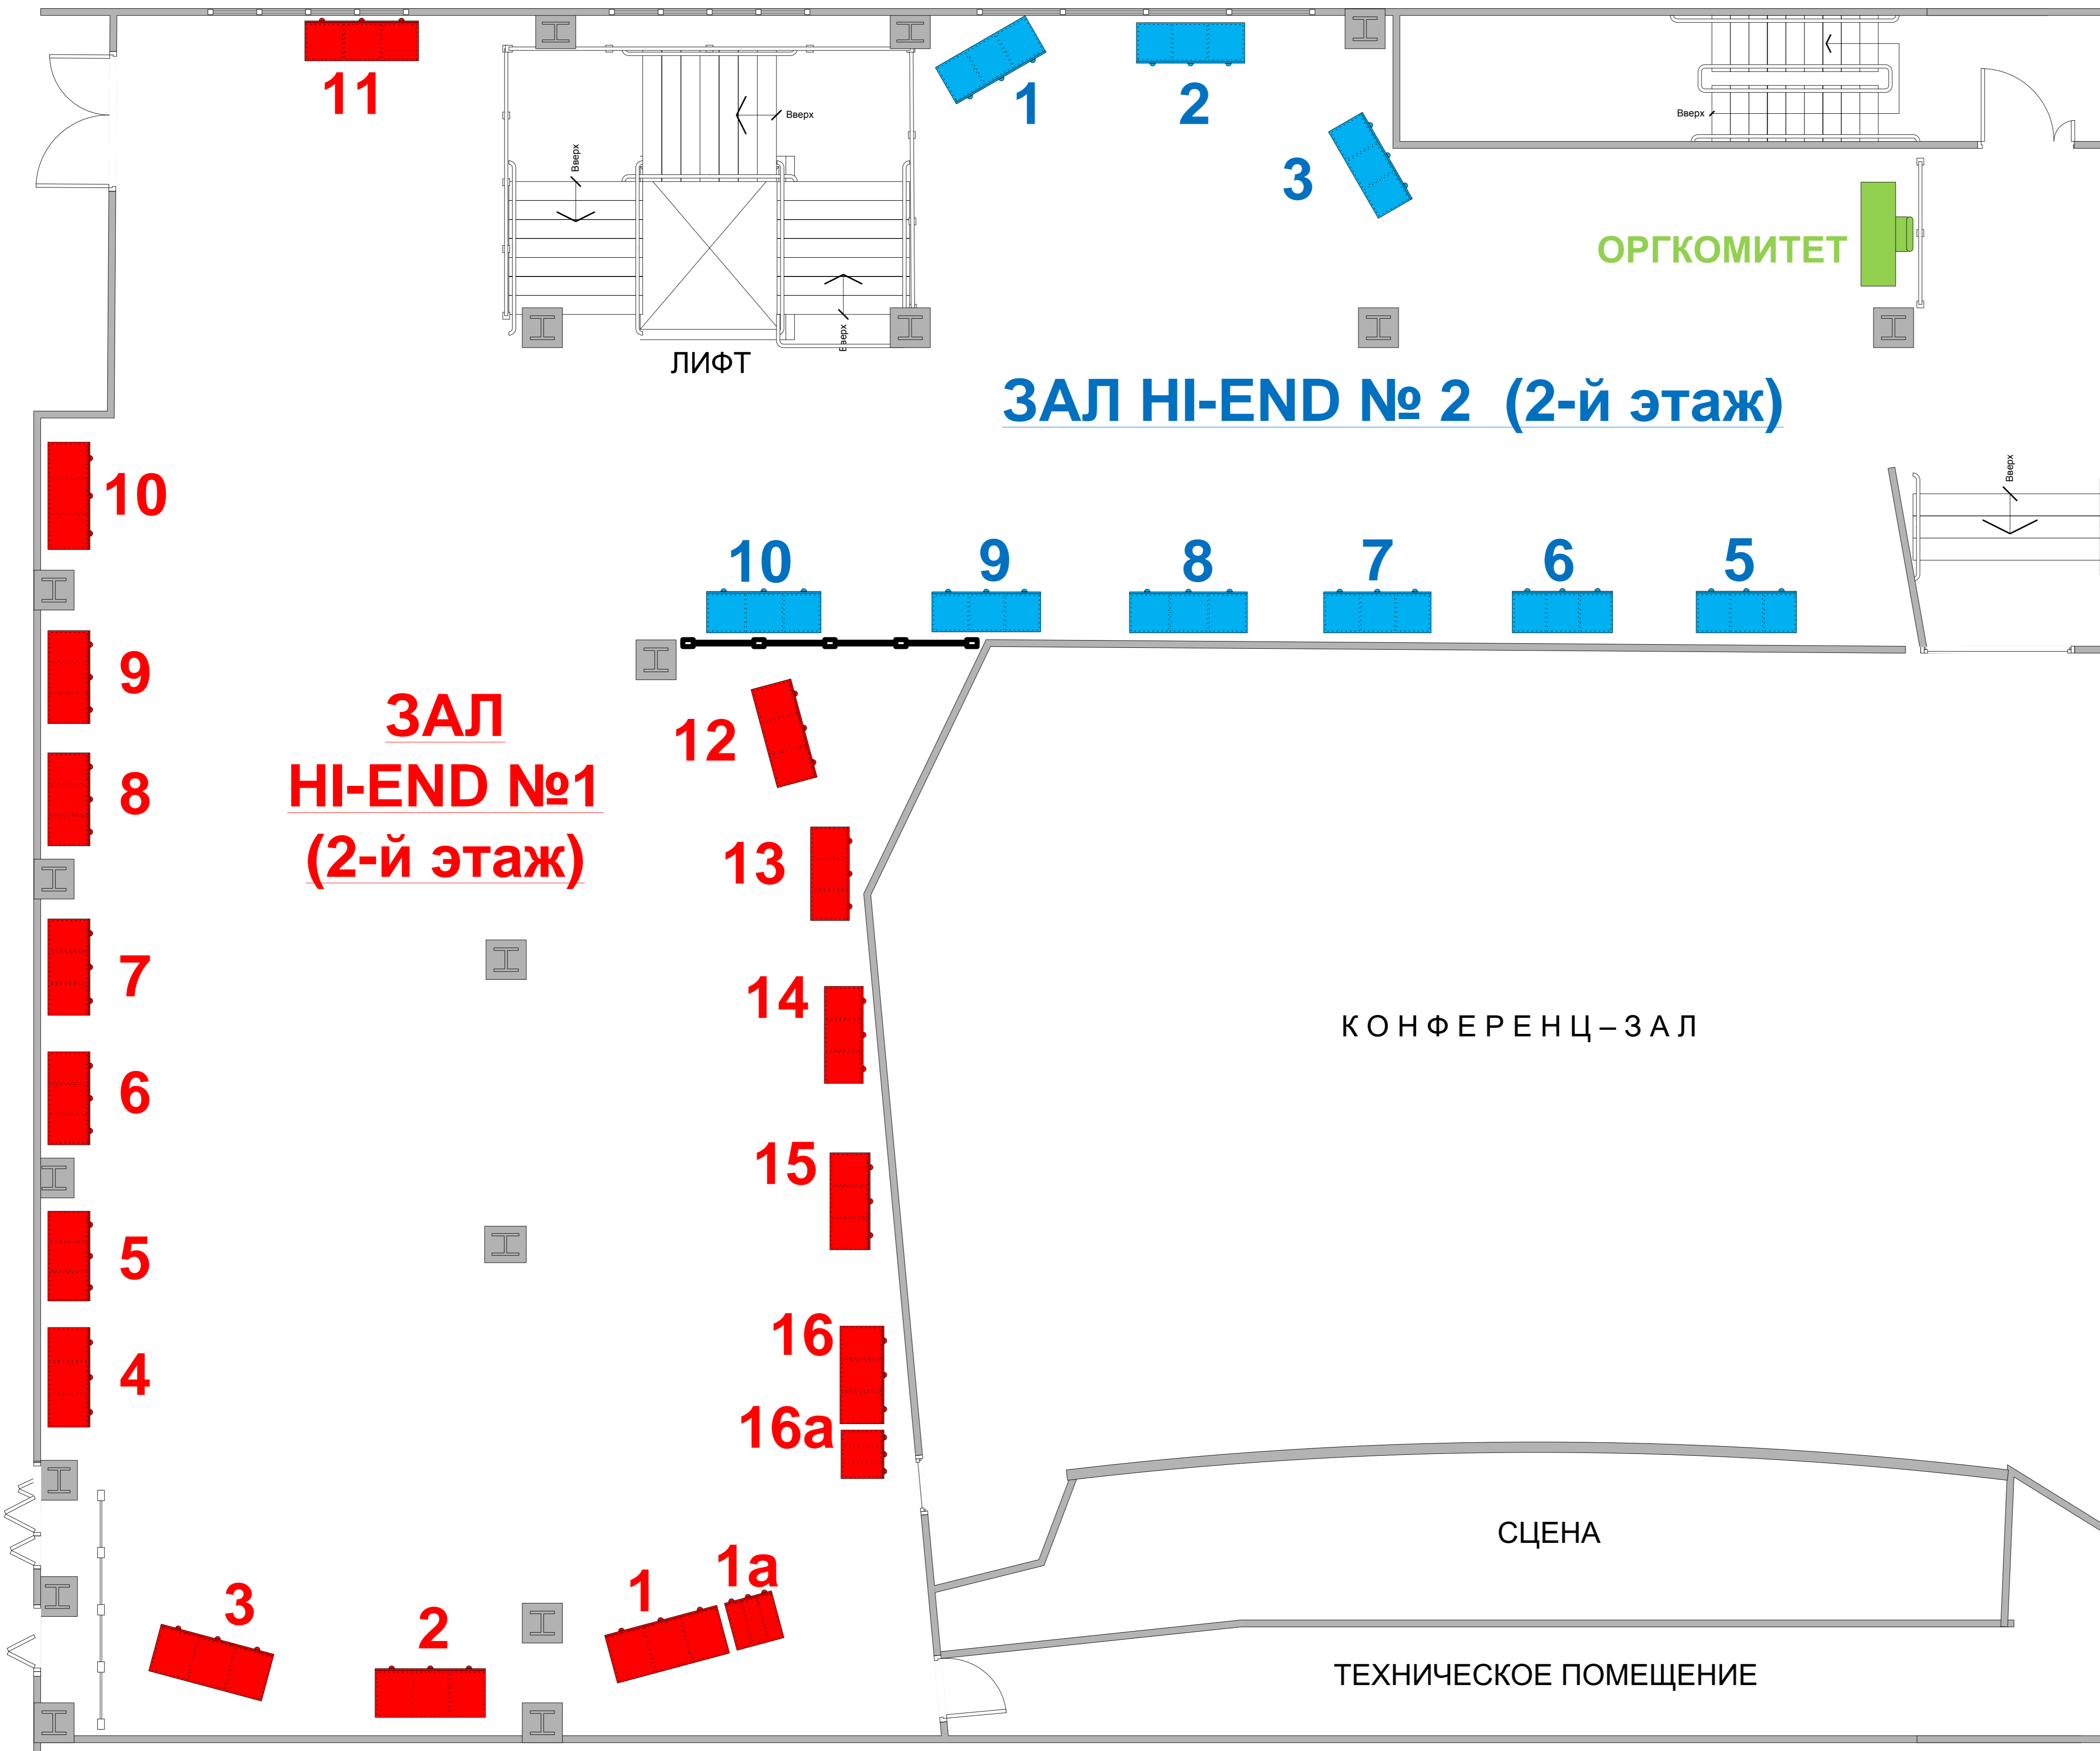 11
1
2
Вверх
Вверх
3
Вверх
ОРГКОМИТЕТ
Вверх
ЛИФТ
ЗАЛ HI-END № 2 (2-й этаж)
Вверх
10
10
9
8
7
6
5
9
ЗАЛ
HI-END №1
(2-й этаж)
12
8
13
7
14
КОНФЕРЕНЦ–ЗАЛ
6
15
5
16
4
16а
СЦЕНА
1
1а
3
2
ТЕХНИЧЕСКОЕ ПОМЕЩЕНИЕ